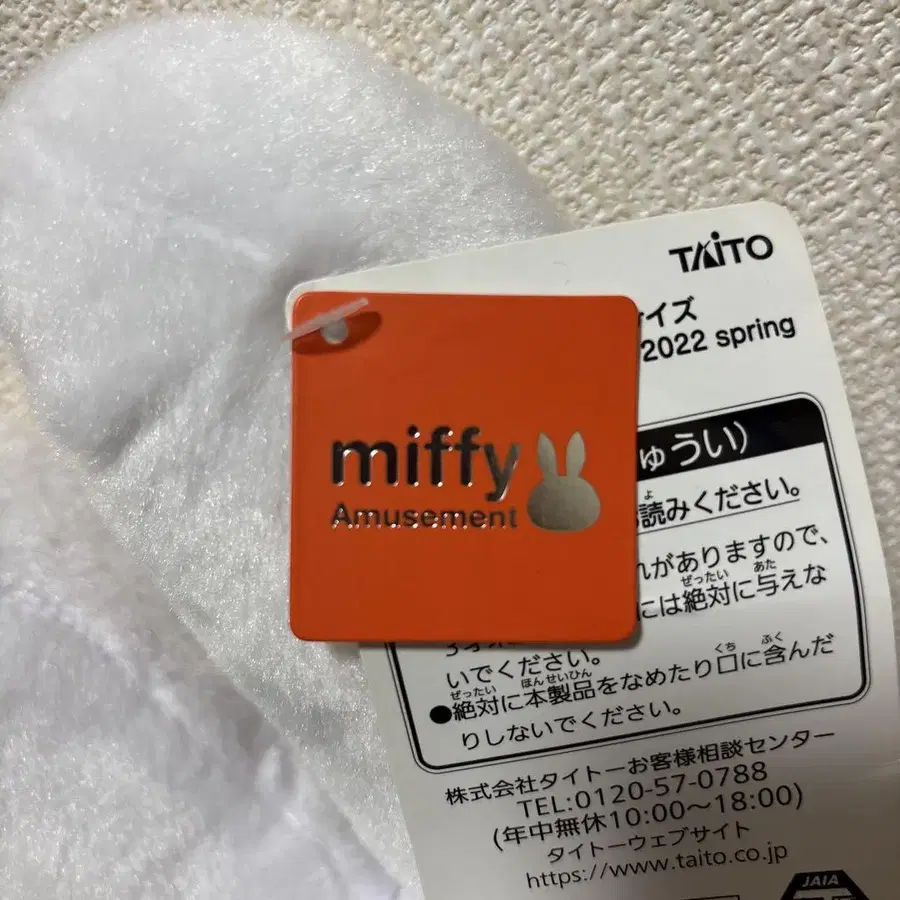 TAITO
イズ
2022 spring
ゅうい)
miffy
Amusement
読みください。
がありますので、
には絶対に与えな
いでください。
●絶対に本製品をなめたり口に含んだ
りしないでください。
株式会社タイトーお客様相談センター
TEL:0120-57-0788
(年中無休10:00～18:00)
タイトーウェブサイト
https://www.taito.co.jp
JAIA